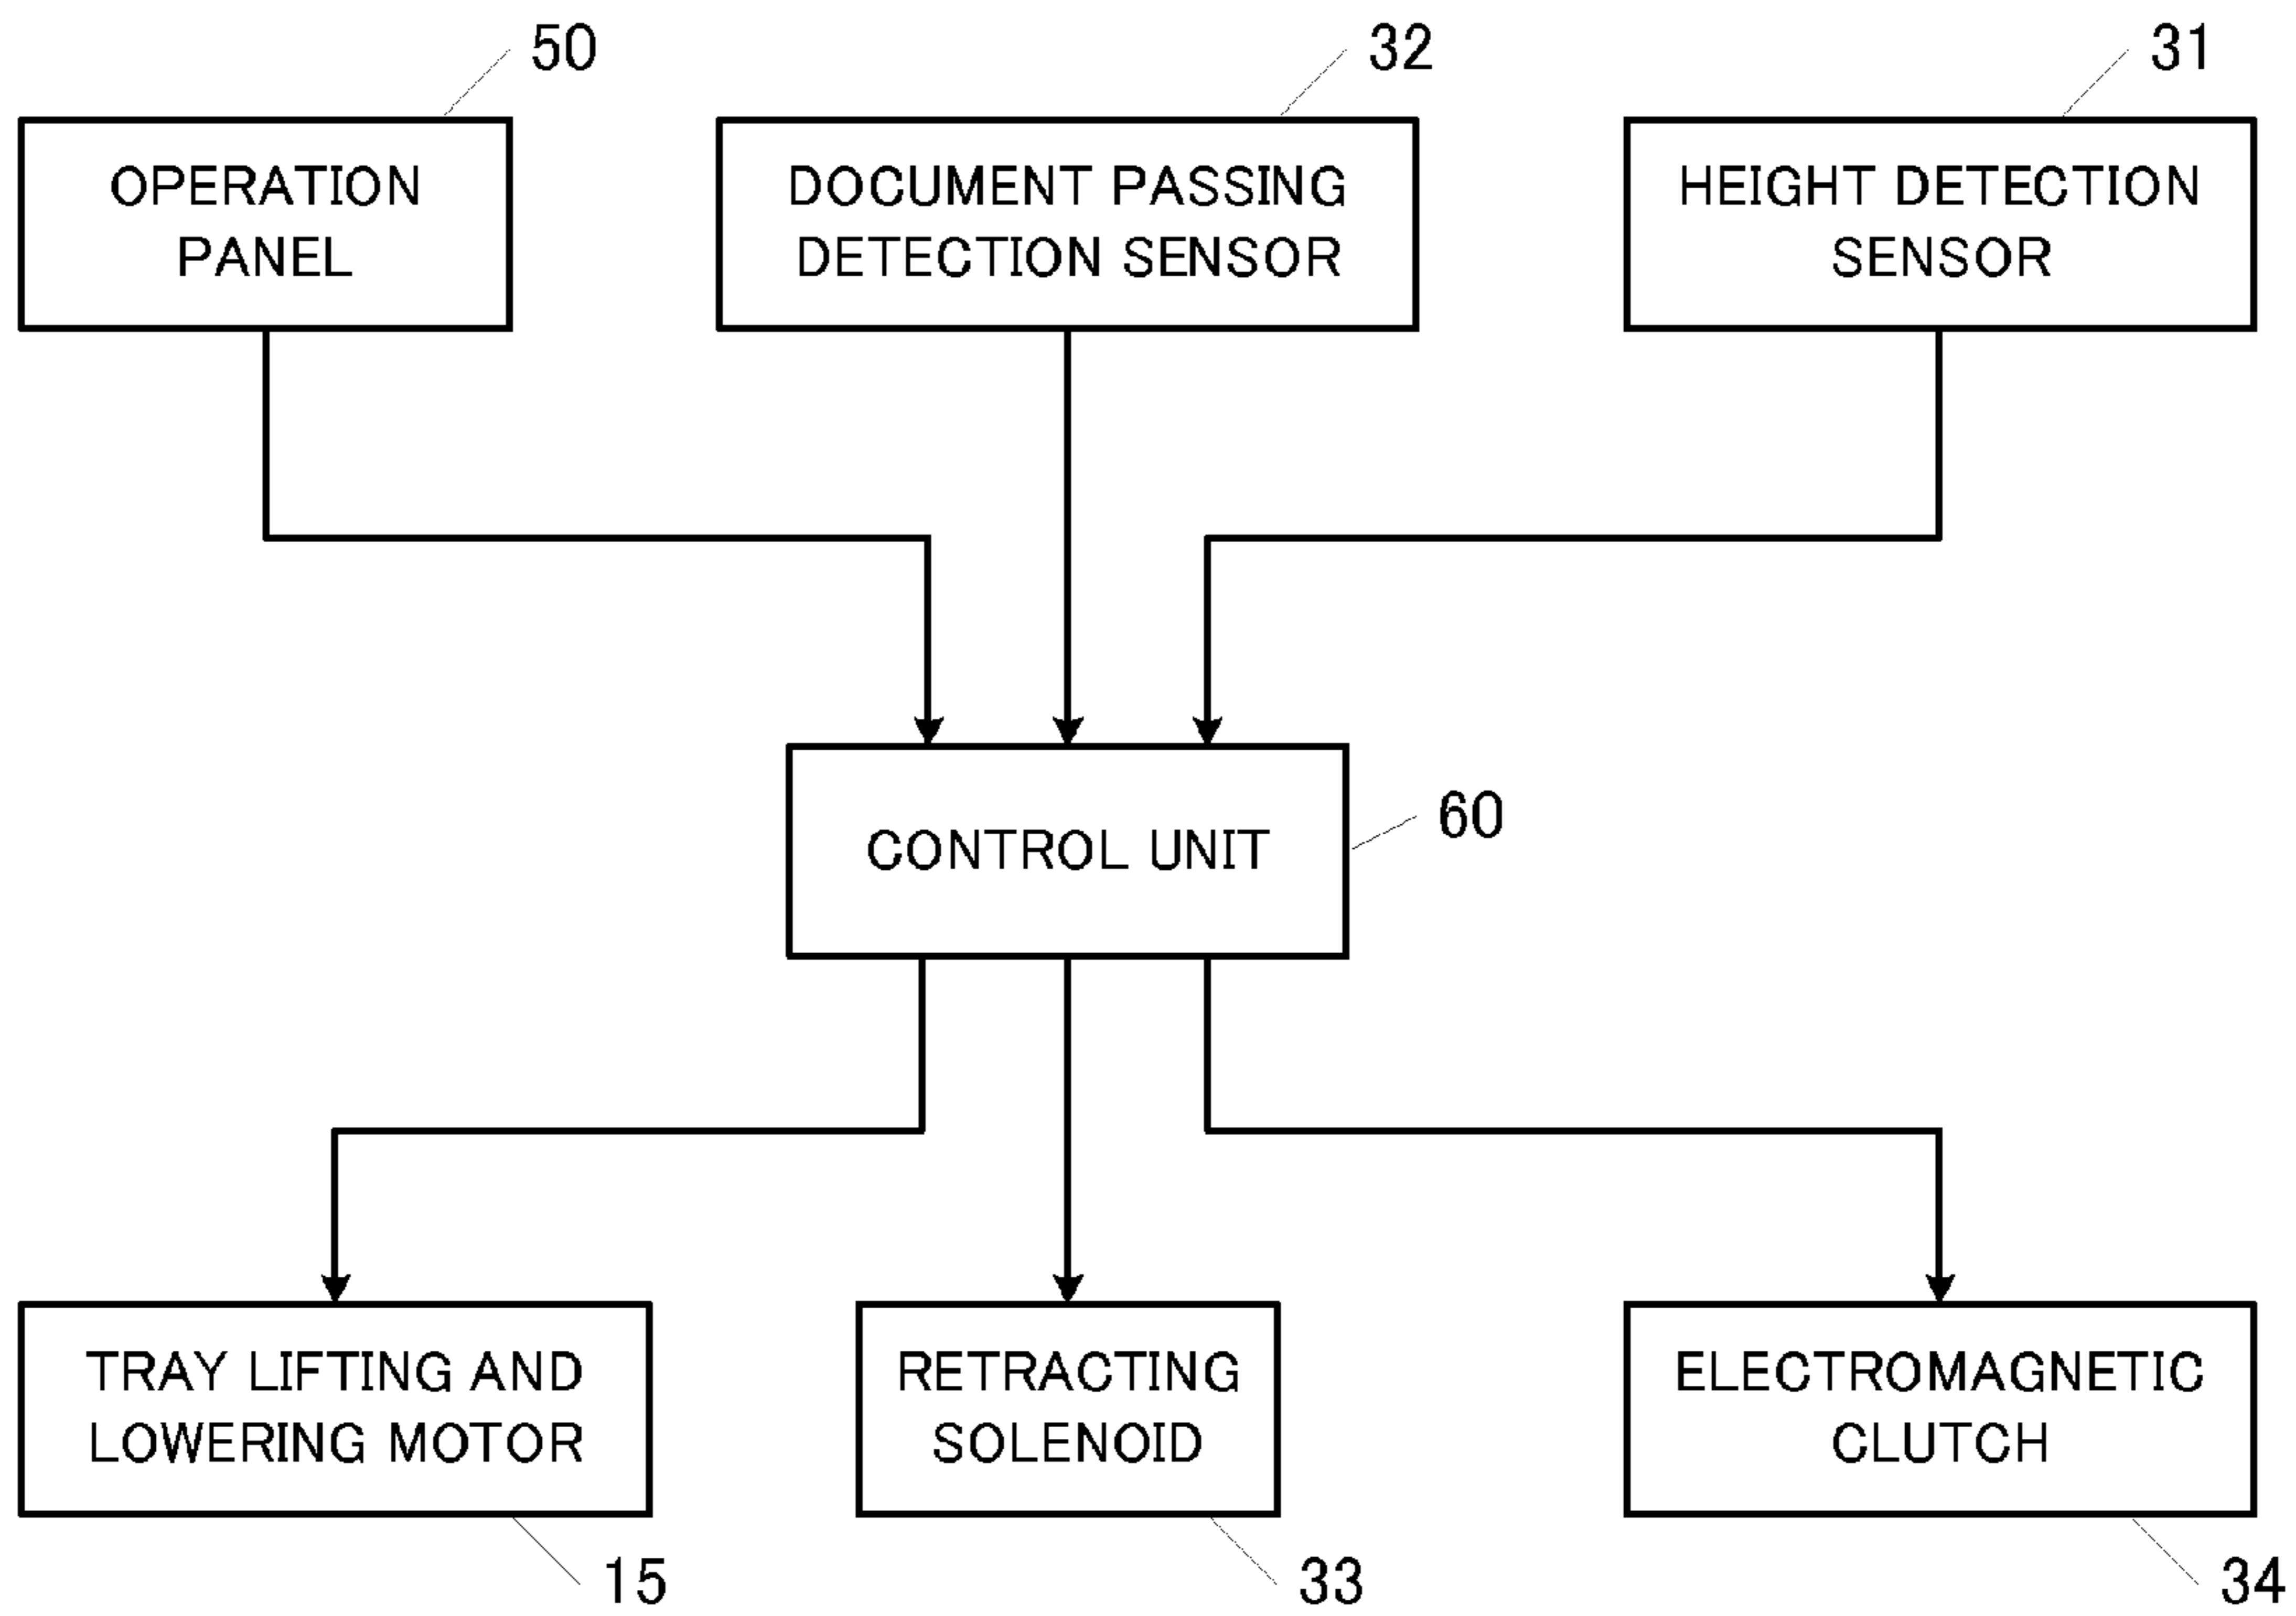 50
32
31
OPERATION
PANEL
DOCUMENT PASSING
DETECTION SENSOR
HEIGHT DETECTION
SENSOR
CONTROL UNIT
60
TRAY LIFTING AND
LOWERING MOTOR
RETRACTING
SOLENOID
ELECTROMAGNETIC
CLUTCH
15
33
34